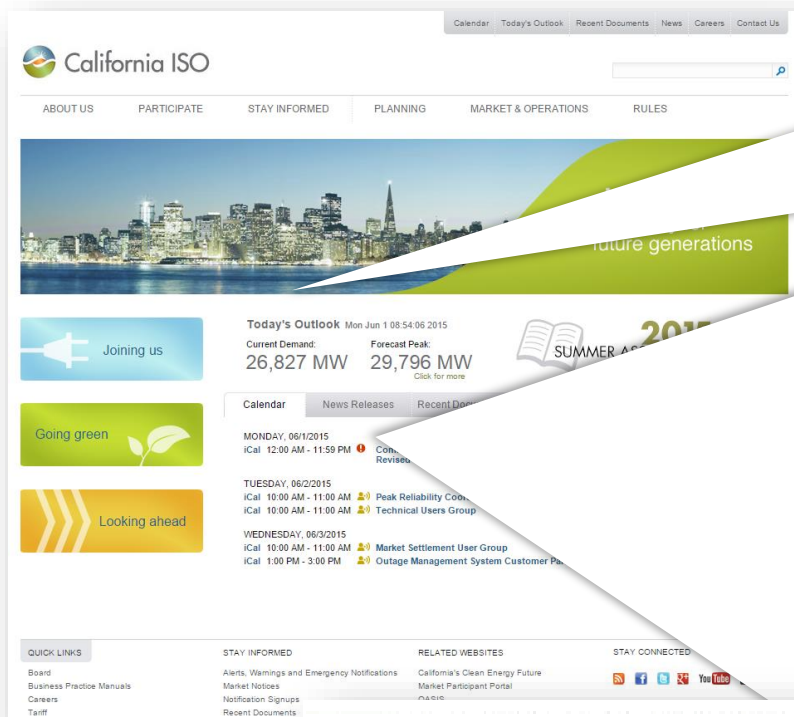 Calendar Today's Outlook Recent Documents News Careers Contact Us
California ISO
ABOUT US PARTICIPATE STAY INFORMED PLANNING MARKET & OPERATIONS RULES
future generations
Joining us
Going green
Looking ahead
Today's Outlook Mon Jun 1 08:54:06 2015
Current Demand: Forecast Peak:
26,827 MW 29,796 MW
Click for more
2015
SUMMER
Calendar News Releases Recent
MONDAY, 06/1/2015
iCal 12:00 AM - 11:59 PM
Revised
TUESDAY, 06/2/2015
iCal 10:00 AM - 11:00 AM Peak Reliability
iCal 10:00 AM - 11:00 AM Technical Users Group
WEDNESDAY, 06/3/2015
iCal 10:00 AM - 11:00 AM Market Settlement User Group
iCal 1:00 PM - 3:00 PM Outage Management System Customer
QUICK LINKS
Board
Business Practice Manuals
Careers
Tariff
STAY INFORMED
Alerts, Warnings and Emergency Notifications
Market Notices
Notification Signups
Recent Documents
RELATED WEBSITES
California's Clean Energy Future
Market Participant Portal
OASIS
STAY CONNECTED
You Tube